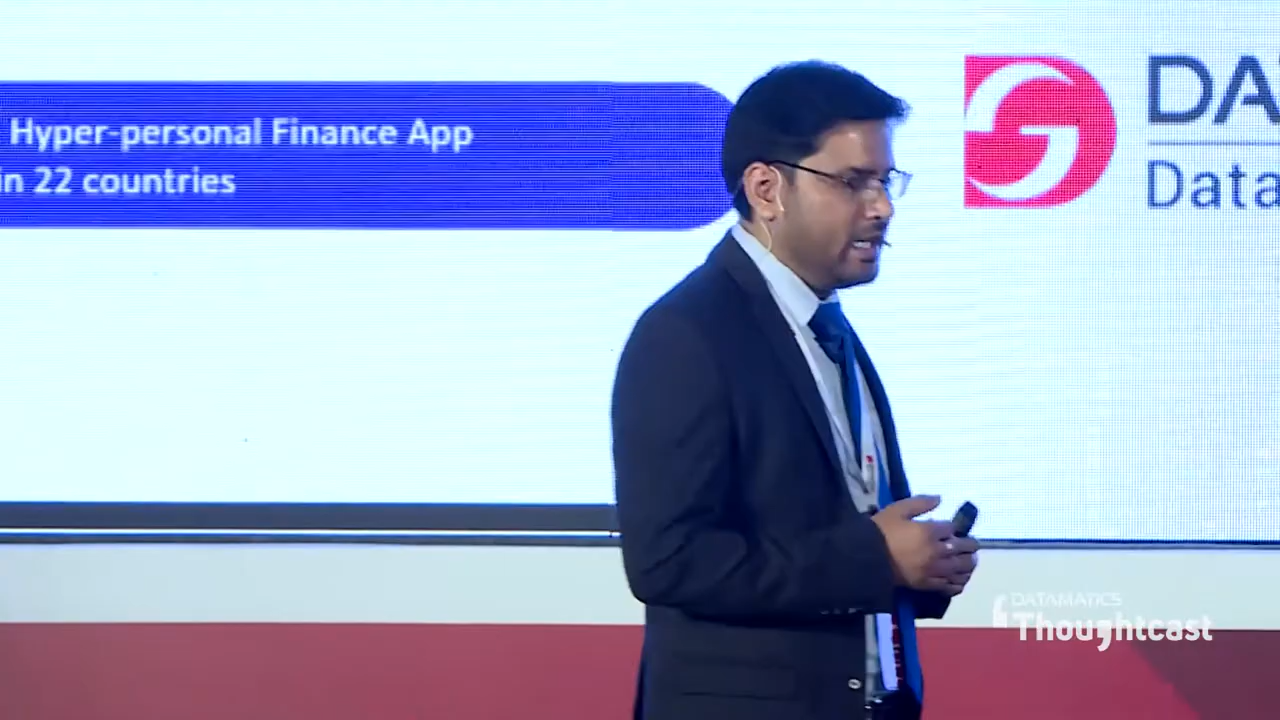 Hyper-personal Finance App
in 22 countries
DA
Data
DATAMATICS
Thoughtcast